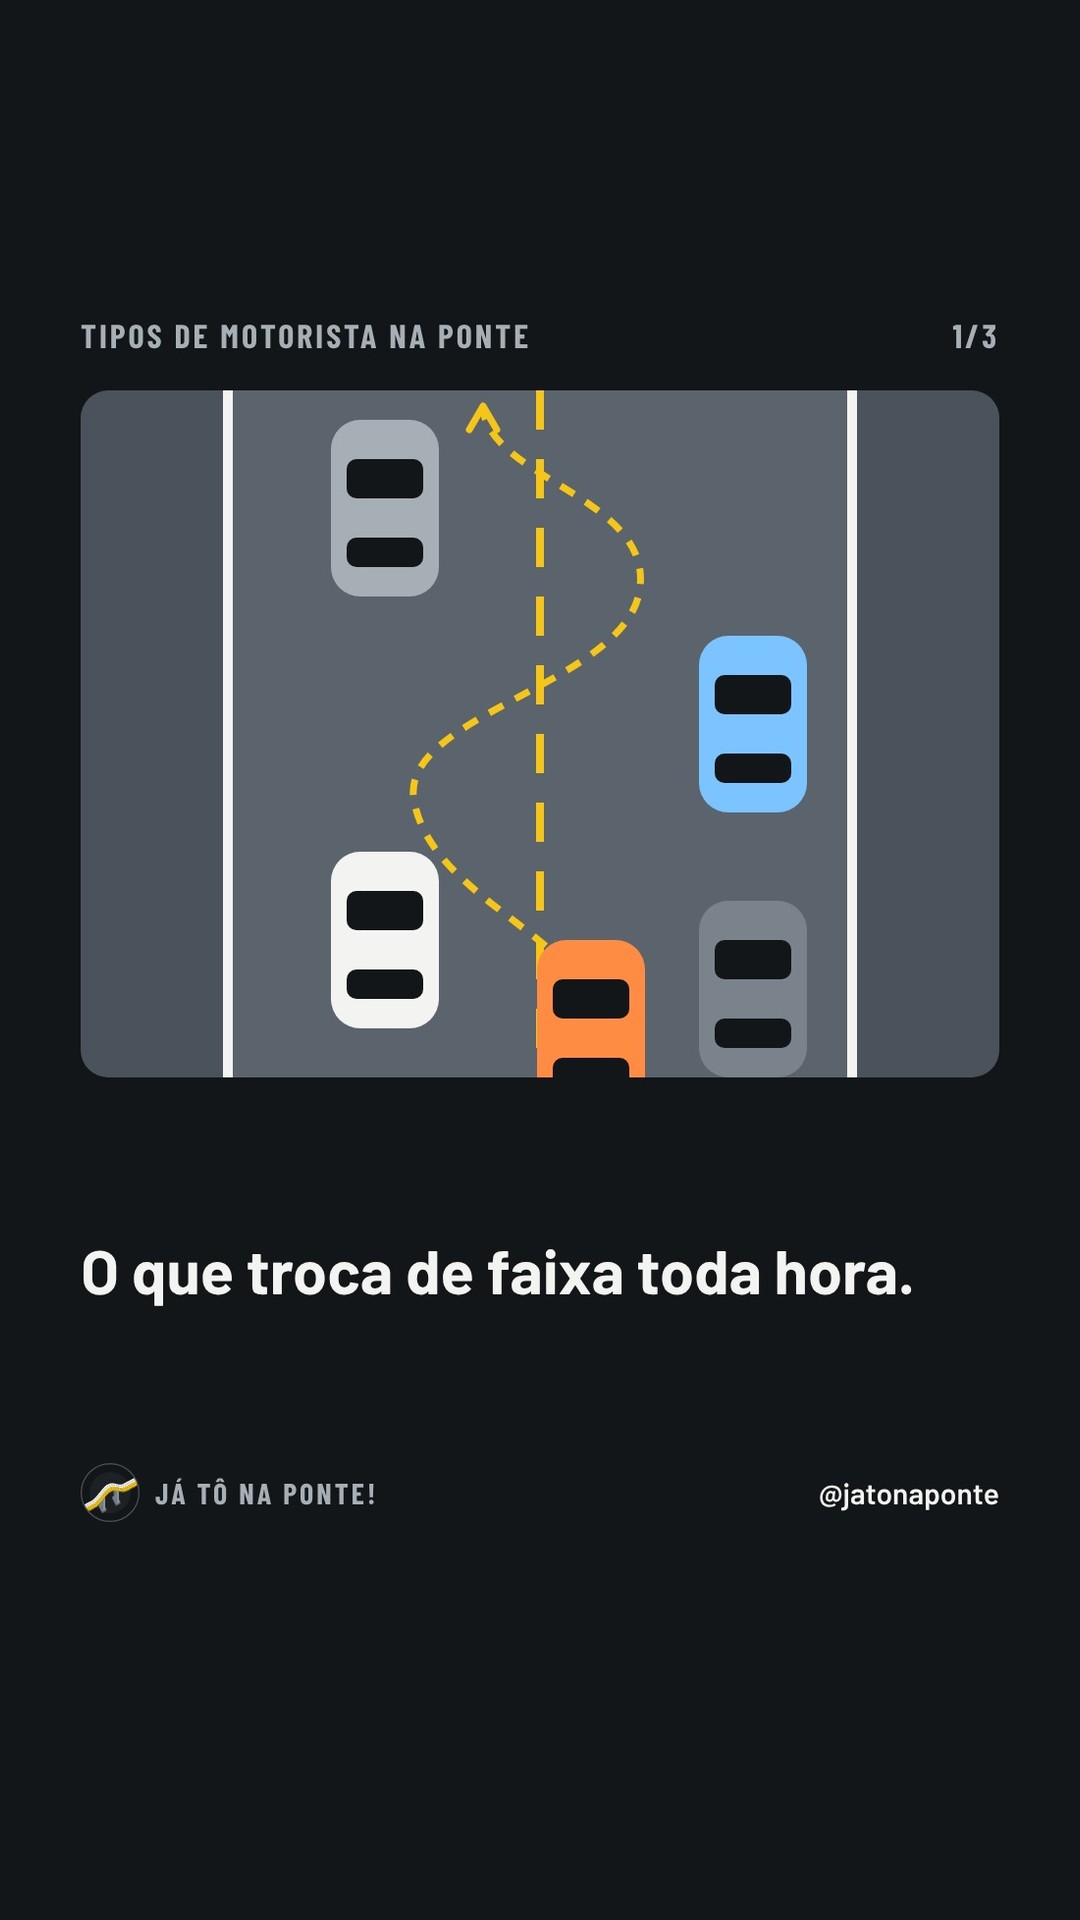 TIPOS DE MOTORISTA NA PONTE
1/3
O que troca de faixa toda hora.
JÁ TÔ NA PONTE!
@jatonaponte